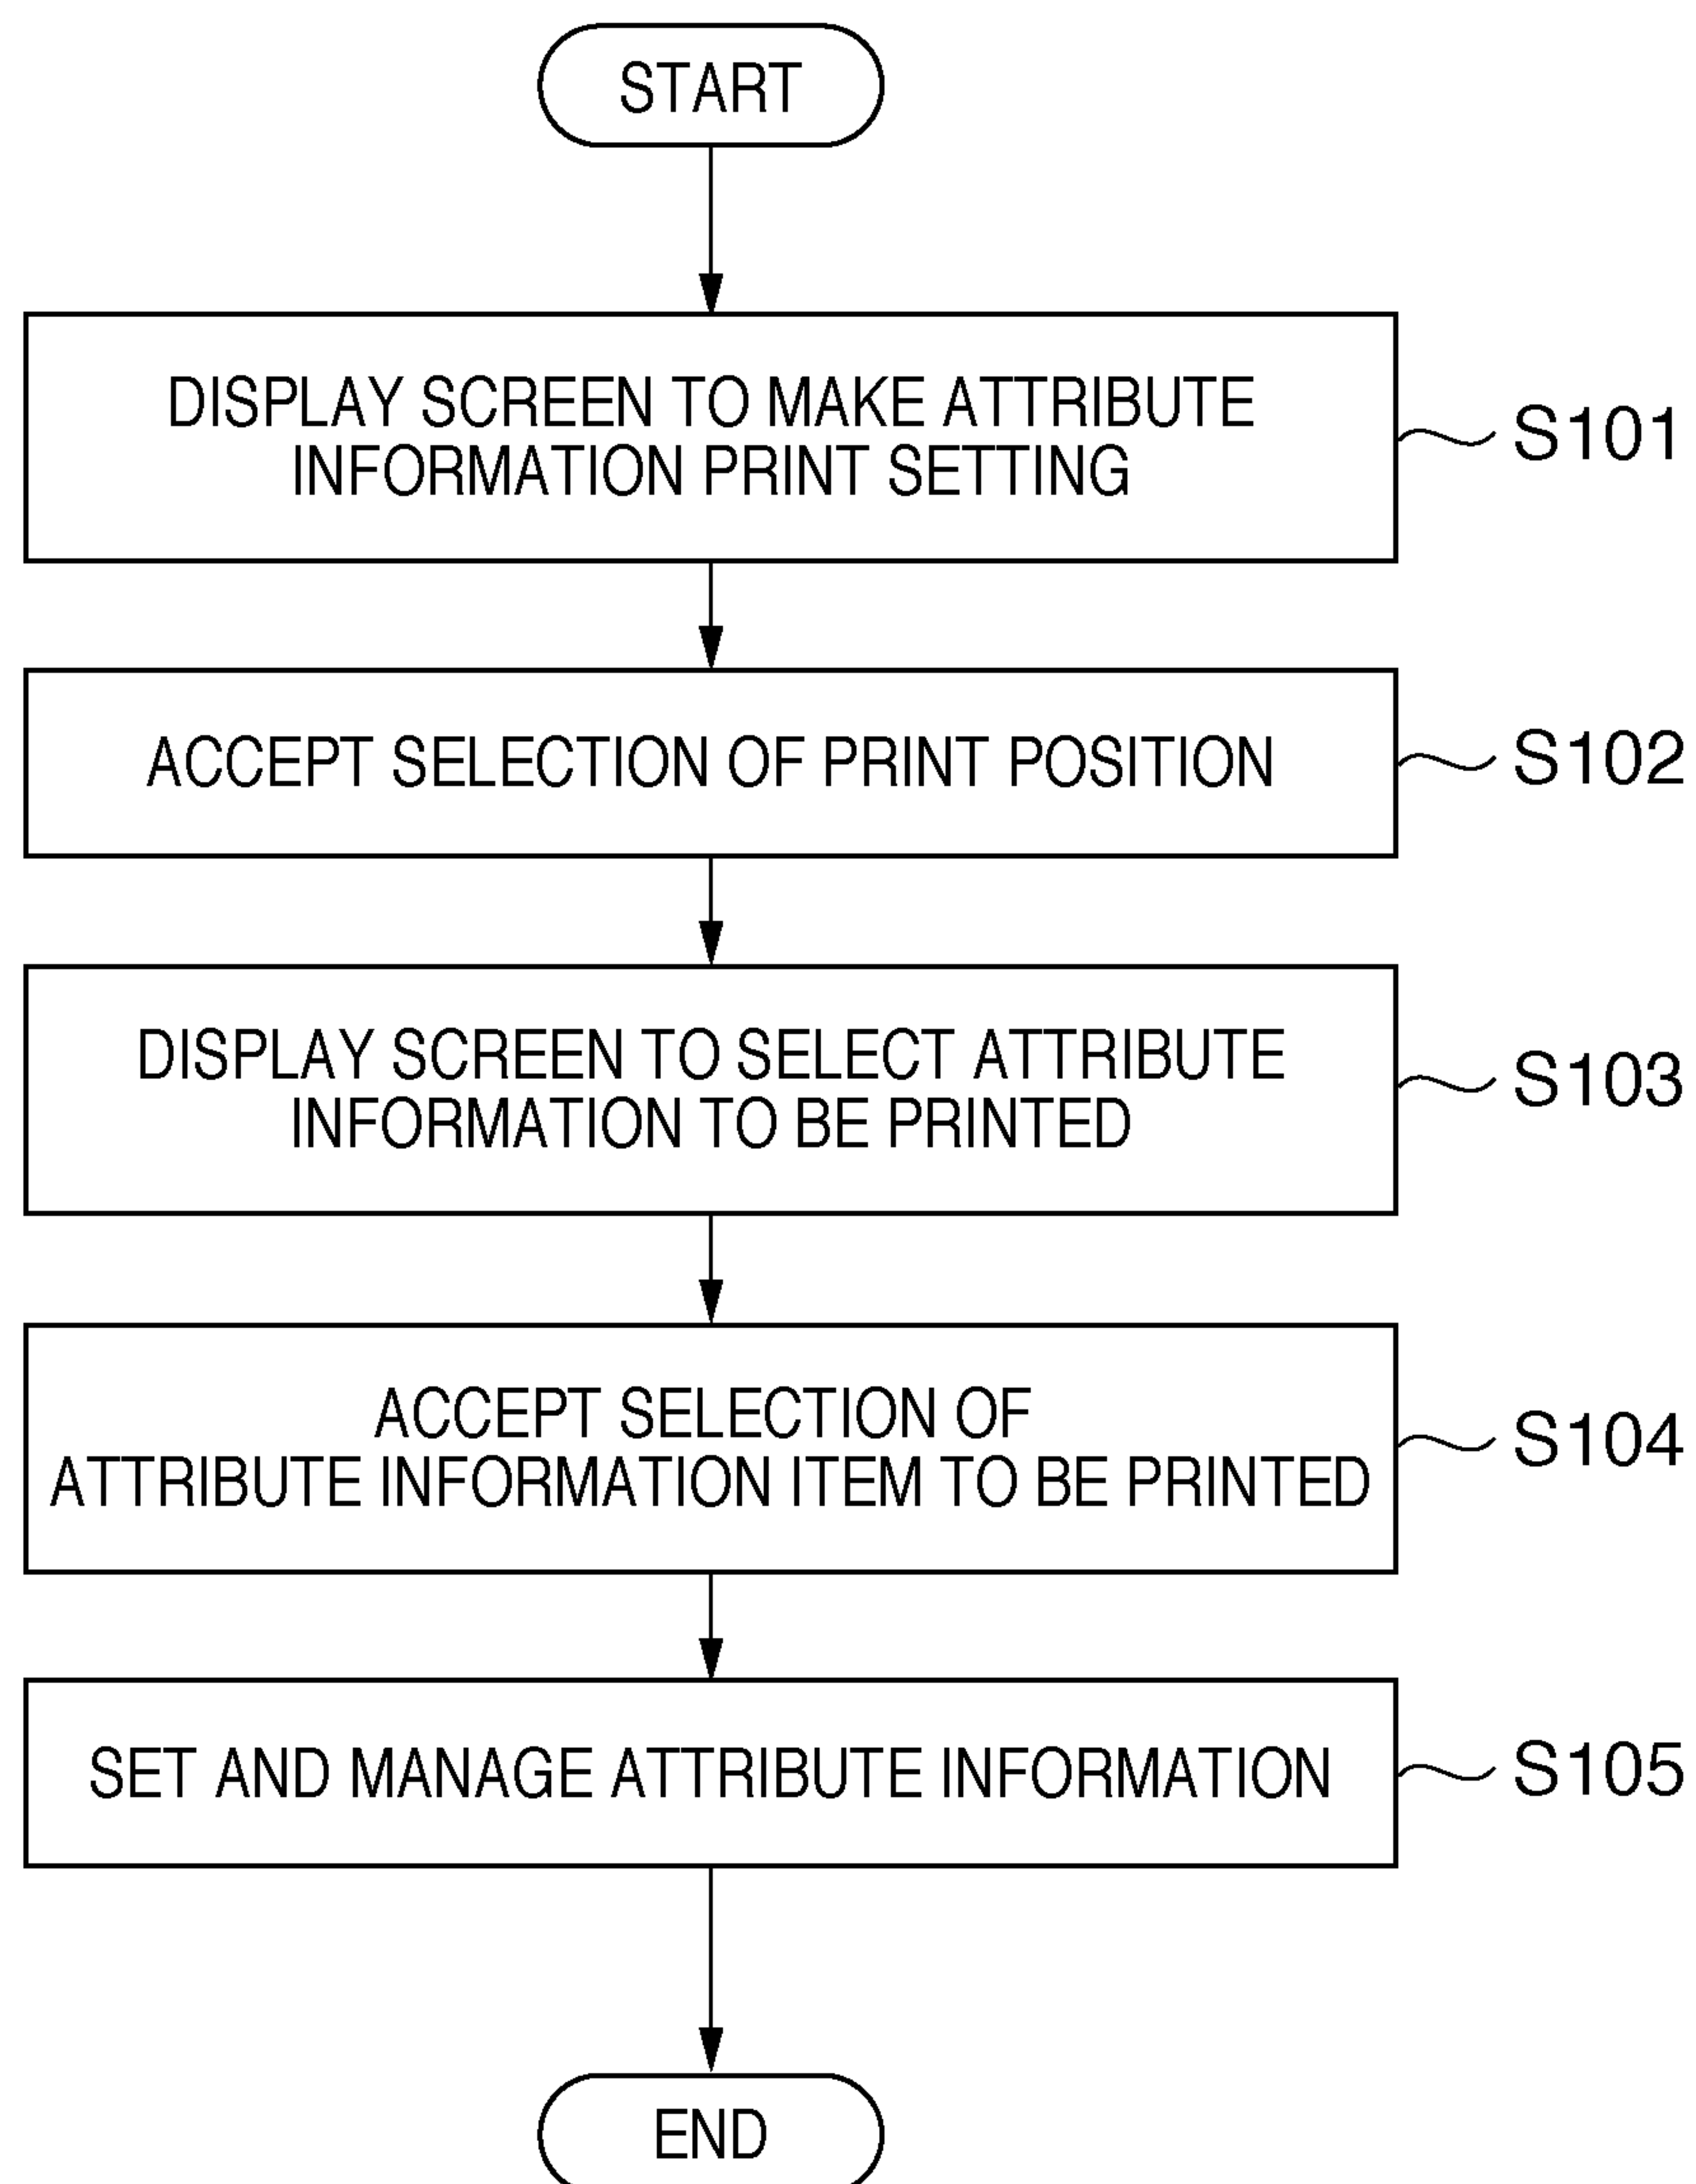 START
DISPLAY SCREEN TO MAKE ATTRIBUTE
INFORMATION PRINT SETTING
S101
ACCEPT SELECTION OF PRINT POSITION
S102
DISPLAY SCREEN TO SELECT ATTRIBUTE
INFORMATION TO BE PRINTED
S103
ACCEPT SELECTION OF
ATTRIBUTE INFORMATION ITEM TO BE PRINTED
S104
SET AND MANAGE ATTRIBUTE INFORMATION
S105
END